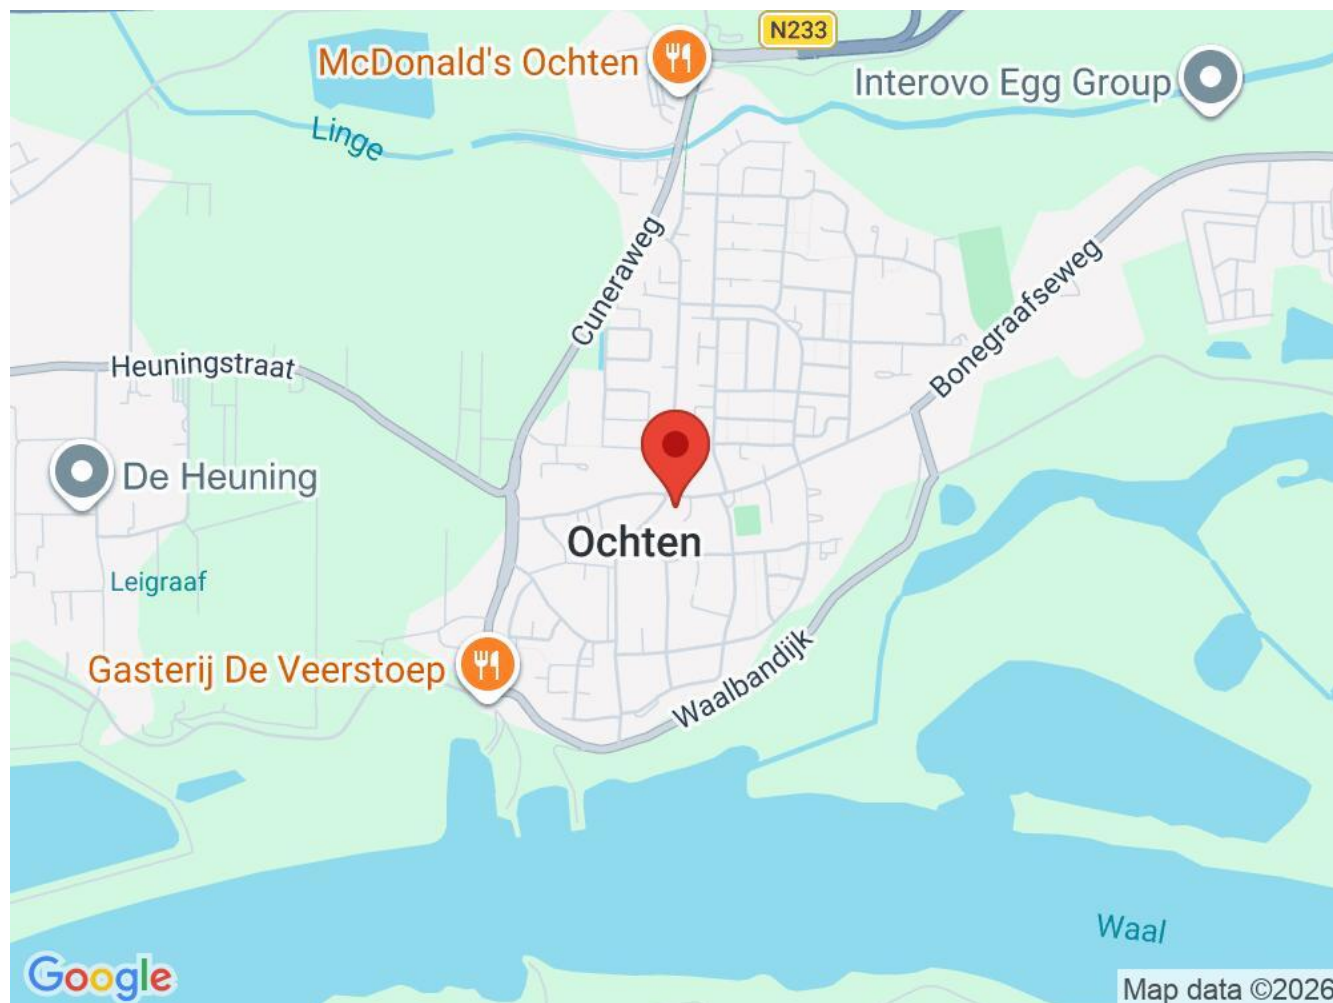 N233
McDonald's Ochten
Interovo Egg Group
Linge
Cuneraweg
Bonegraafseweg
Heuningstraat
De Heuning
Ochten
Leigraaf
Gasterij De Veerstoep
Waalbandijk
Waal
Google
Map data ©2026